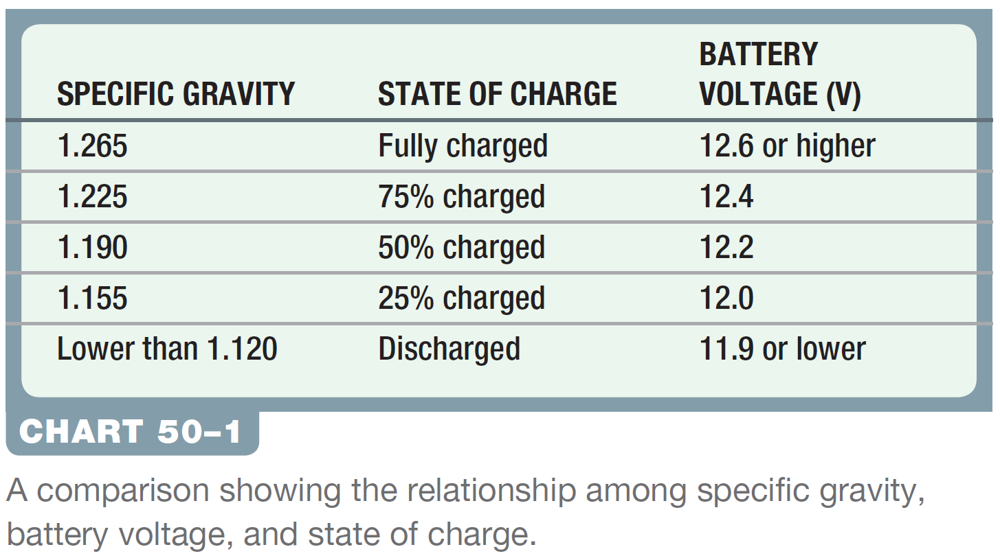 SPECIFIC GRAVITY STATE OF CHARGE BATTERY VOLTAGE (V)
1.265 Fully charged 12.6 or higher
1.225 75% charged 12.4
1.190 50% charged 12.2
1.155 25% charged 12.0
Lower than 1.120 Discharged 11.9 or lower
CHART 50–1
A comparison showing the relationship among specific gravity,
battery voltage, and state of charge.